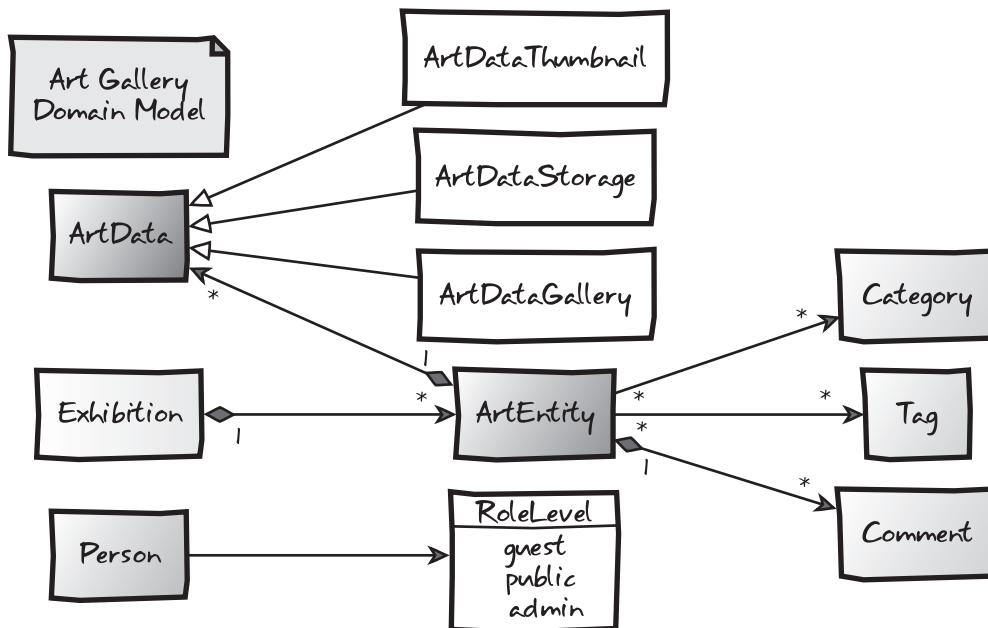 Art Gallery
Domain Model
ArtDataThumbnail
ArtDataStorage
ArtData
ArtDataGallery
*
Category
*
1
*
*
*
Exhibition
ArtEntity
Tag
1
*
1
*
RoleLevel
Person
guest
public
admin
Comment